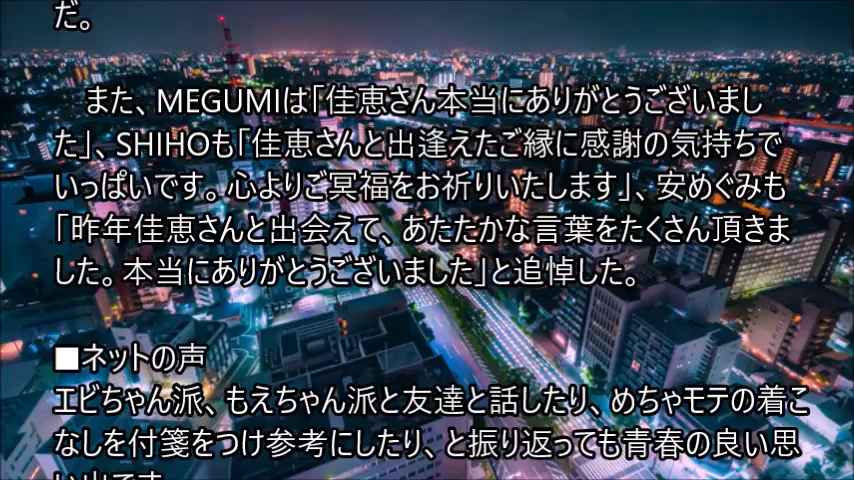 だ。
また、MEGUMIは「佳恵さん本当にありがとうございまし
た」、SHIHOも「佳恵さんと出逢えたご縁に感謝の気持ちで
いっぱいです。心よりご冥福をお祈りいたします」、安めぐみも
「昨年佳恵さんと出会えて、あたたかな言葉をたくさん頂きま
した。本当にありがとうございました」と追悼した。
■ネットの声
エビちゃん派、もえちゃん派と友達と話したり、めちゃモテの着こ
なしを付箋をつけ参考にしたり、と振り返っても青春の良い思
い出です